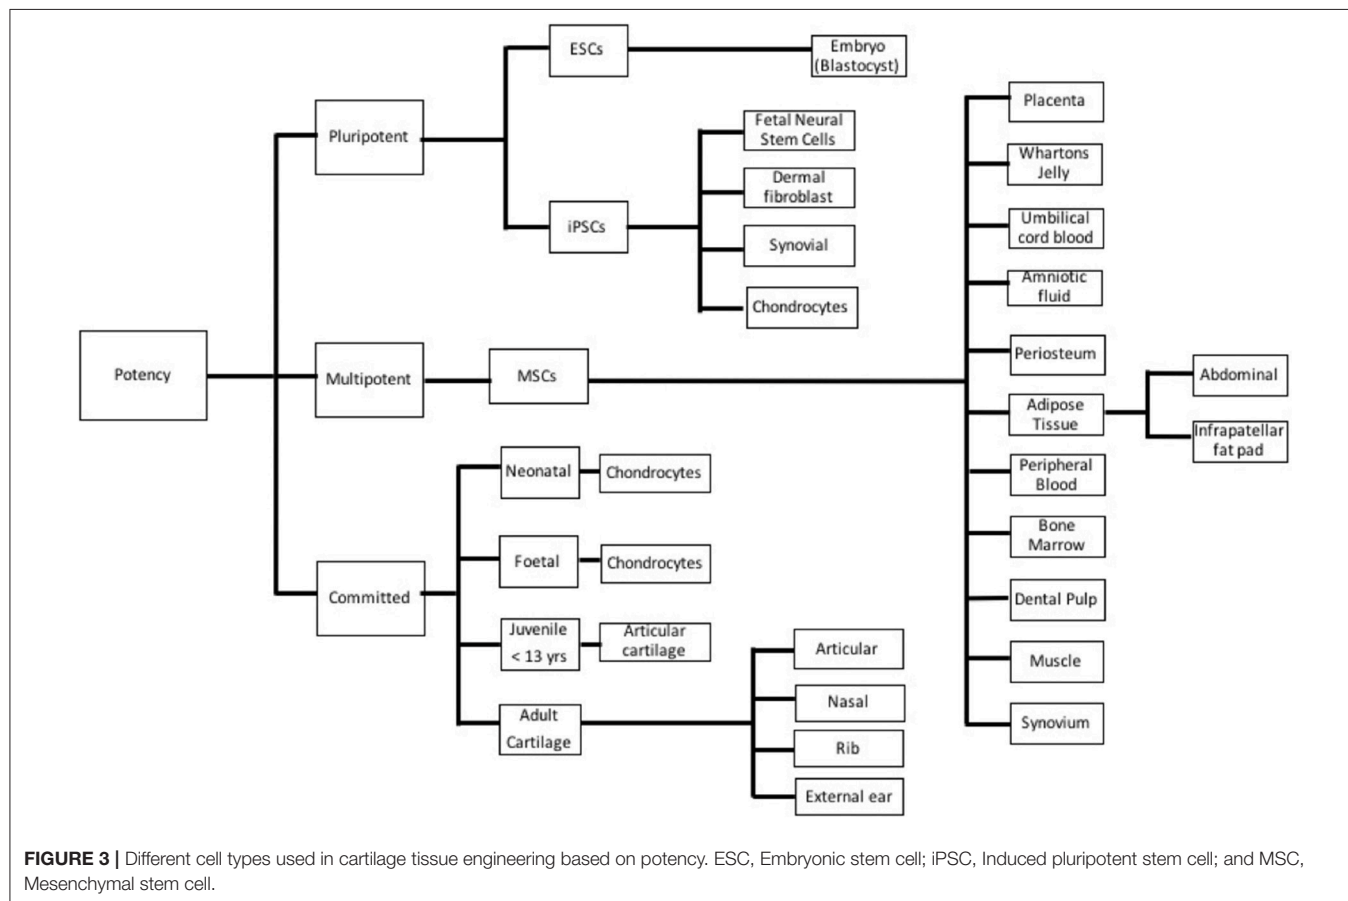 ESCs
Embryo
(Blastocyst)
Pluripotent
Fetal Neural
Stem Cells
Dermal
fibroblast
iPSCs
Synovial
Chondrocytes
Potency
Multipotent
MSCs
Placenta
Whartons
Jelly
Umbilical
cord blood
Amniotic
fluid
Periosteum
Adipose
Tissue
Abdominal
Infrapatellar
fat pad
Peripheral
Blood
Bone
Marrow
Dental Pulp
Muscle
Synovium
Committed
Neonatal
Chondrocytes
Foetal
Chondrocytes
Juvenile
< 13 yrs
Articular
cartilage
Adult
Cartilage
Articular
Nasal
Rib
External ear
FIGURE 3 | Different cell types used in cartilage tissue engineering based on potency. ESC, Embryonic stem cell; iPSC, Induced pluripotent stem cell; and MSC,
Mesenchymal stem cell.